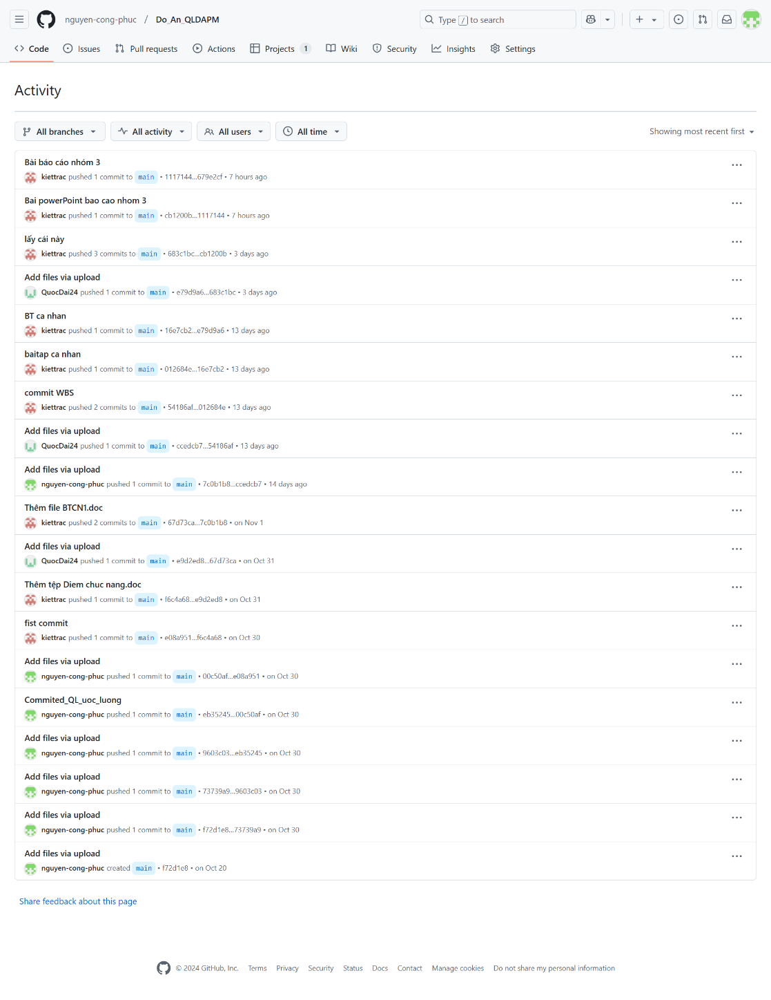 nguyen-cong-phuc / Do_An_QLDAPM
Type / to search
Code
Issues
Pull requests
Actions
Projects 1
Wiki
Security
Insights
Settings
Activity
All branches
All activity
All users
All time
Showing most recent first
Bài báo cáo nhóm 3
kiettrac pushed 1 commit to main • 1117144...679e2cf • 7 hours ago
Bai powerPoint bao cao nhom 3
kiettrac pushed 1 commit to main • cb1200b...1117144 • 7 hours ago
lấy cái này
kiettrac pushed 3 commits to main • 683c1bc...cb1200b • 3 days ago
Add files via upload
QuocDai24 pushed 1 commit to main • e79d9a6...683c1bc • 3 days ago
BT ca nhan
kiettrac pushed 1 commit to main • 16e7cb2...e79d9a6 • 13 days ago
baitap ca nhan
kiettrac pushed 1 commit to main • 012684e...16e7cb2 • 13 days ago
commit WBS
kiettrac pushed 2 commits to main • 54186af...012684e • 13 days ago
Add files via upload
QuocDai24 pushed 1 commit to main • ccedcb7...54186af • 13 days ago
Add files via upload
nguyen-cong-phuc pushed 1 commit to main • 7c0b1b8...ccedcb7 • 14 days ago
Thêm file BTCN1.doc
kiettrac pushed 2 commits to main • 67d73ca...7c0b1b8 • on Nov 1
Add files via upload
QuocDai24 pushed 1 commit to main • e9d2ed8...67d73ca • on Oct 31
Thêm tệp Diem chuc nang.doc
kiettrac pushed 1 commit to main • f6c4a68...e9d2ed8 • on Oct 31
fist commit
kiettrac pushed 1 commit to main • e08a951...f6c4a68 • on Oct 30
Add files via upload
nguyen-cong-phuc pushed 1 commit to main • 00c50af...e08a951 • on Oct 30
Commited_QL_uoc_luong
nguyen-cong-phuc pushed 1 commit to main • eb35245...00c50af • on Oct 30
Add files via upload
nguyen-cong-phuc pushed 1 commit to main • 9603c03...eb35245 • on Oct 30
Add files via upload
nguyen-cong-phuc pushed 1 commit to main • 73739a9...9603c03 • on Oct 30
Add files via upload
nguyen-cong-phuc pushed 1 commit to main • f72d1e8...73739a9 • on Oct 30
Add files via upload
nguyen-cong-phuc created main • f72d1e8 • on Oct 20
Share feedback about this page
© 2024 GitHub, Inc. Terms Privacy Security Status Docs Contact Manage cookies Do not share my personal information